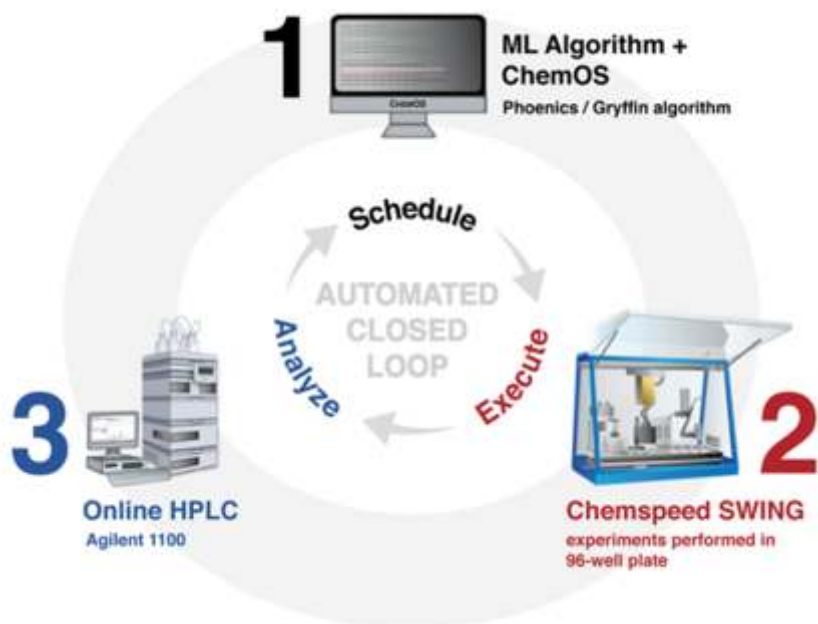 1
ML Algorithm +
ChemOS
Phoenics / Gryffin algorithm
ChemOS
Schedule
AUTOMATED
CLOSED
LOOP
Execute
Analyze
2
Chemspeed SWING
experiments performed in
96-well plate
3
Online HPLC
Agilent 1100